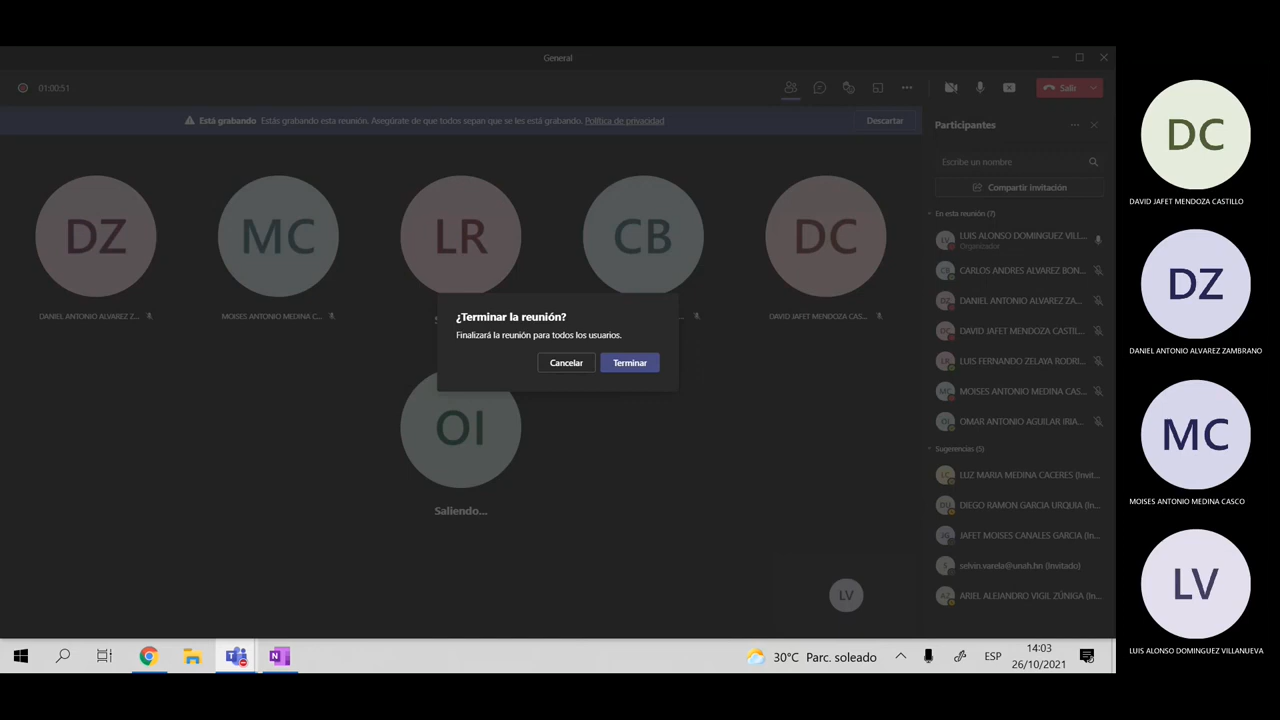 General
01:00:51
Salir
Está grabando Estás grabando esta reunión. Asegúrate de que todos sepan que se les está grabando. Política de privacidad
Descartar
DZ
MC
LR
CB
DC
DANIEL ANTONIO ALVAREZ Z...
MOISES ANTONIO MEDINA C...
DAVID JAFET MENDOZA CAS...
¿Terminar la reunión?
Finalizará la reunión para todos los usuarios.
Cancelar
Terminar
OI
Saliendo...
LV
Participantes
Escribe un nombre
Compartir invitación
En esta reunión (7)
LUIS ALONSO DOMINGUEZ VILL...
Organizador
CARLOS ANDRES ALVAREZ BON...
DANIEL ANTONIO ALVAREZ ZA...
DAVID JAFET MENDOZA CASTIL...
LUIS FERNANDO ZELAYA RODRI...
MOISES ANTONIO MEDINA CAS...
OMAR ANTONIO AGUILAR IRIA...
Sugerencias (5)
LUZ MARIA MEDINA CACERES (Invit...
DIEGO RAMON GARCIA URQUIA (In...
JAFET MOISES CANALES GARCIA (In...
selvin.varela@unah.hn (Invitado)
ARIEL ALEJANDRO VIGIL ZÚNIGA (In...
DC
DAVID JAFET MENDOZA CASTILLO
DZ
DANIEL ANTONIO ALVAREZ ZAMBRANO
MC
MOISES ANTONIO MEDINA CASCO
LV
LUIS ALONSO DOMINGUEZ VILLANUEVA
30°C Parc. soleado
ESP
14:03
26/10/2021